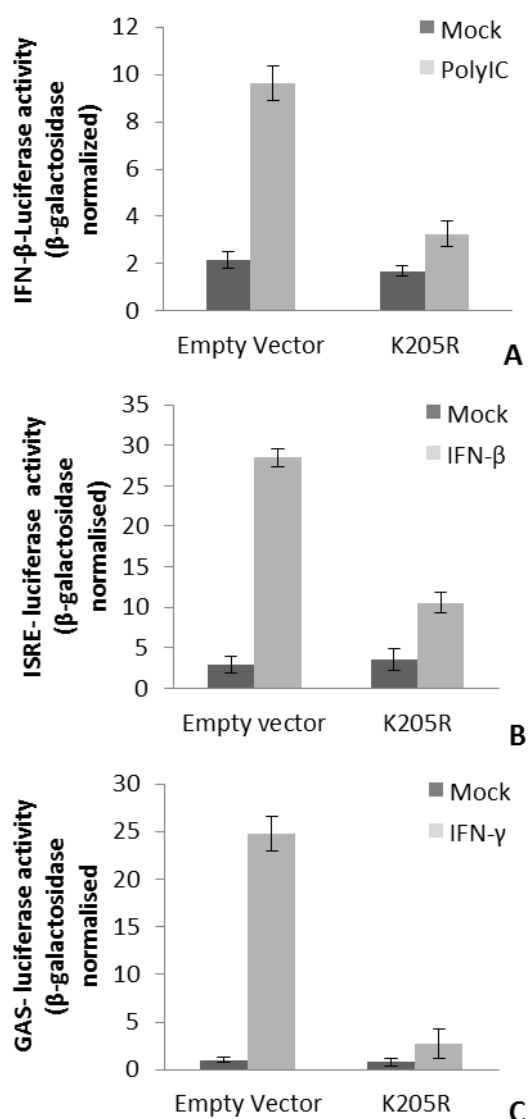 IFN-β-Luciferase activity
(β-galactosidase
normalized)
12
10
8
6
4
2
0
Mock
PolyIC
Empty Vector
K205R
A
ISRE- luciferase activity
(β-galactosidase
normalised)
35
30
25
20
15
10
5
0
Mock
IFN-β
Empty vector
K205R
B
GAS- luciferase activity
(β-galactosidase
normalised
30
25
20
15
10
5
0
Mock
IFN-γ
Empty Vector
K205R
C